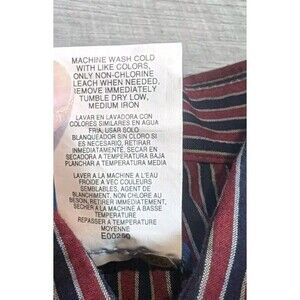 MACHINE WASH COLD
WITH LIKE COLORS,
ONLY NON-CHLORINE
LEACH WHEN NEEDED,
REMOVE IMMEDIATELY
TUMBLE DRY LOW,
MEDIUM IRON
LAVAR EN LAVADORA CON
COLORES SIMILARES EN AGUA
FRIA, USAR SOLO
BLANQUEADOR SIN CLORO SI
ES NECESARIO, RETIRAR
INMEDIATAMENTE, SECAR EN
SECADORA A TEMPERATURA BAJA
PLANCHAR A TEMPERATURA MEDIA
LAVER A LA MACHINE A L'EAU
FROIDE A VEC COULEURS
SEMBLABLES, AGENT DE
BLANCHIMENT, NON CHLORE AU
BESOIN, RETIRER IMMEDIATEMENT,
SECHER A LA MACHINE A BASSE
TEMPERATURE
REPASSER A TEMPERATURE
MOYENNE
E00260